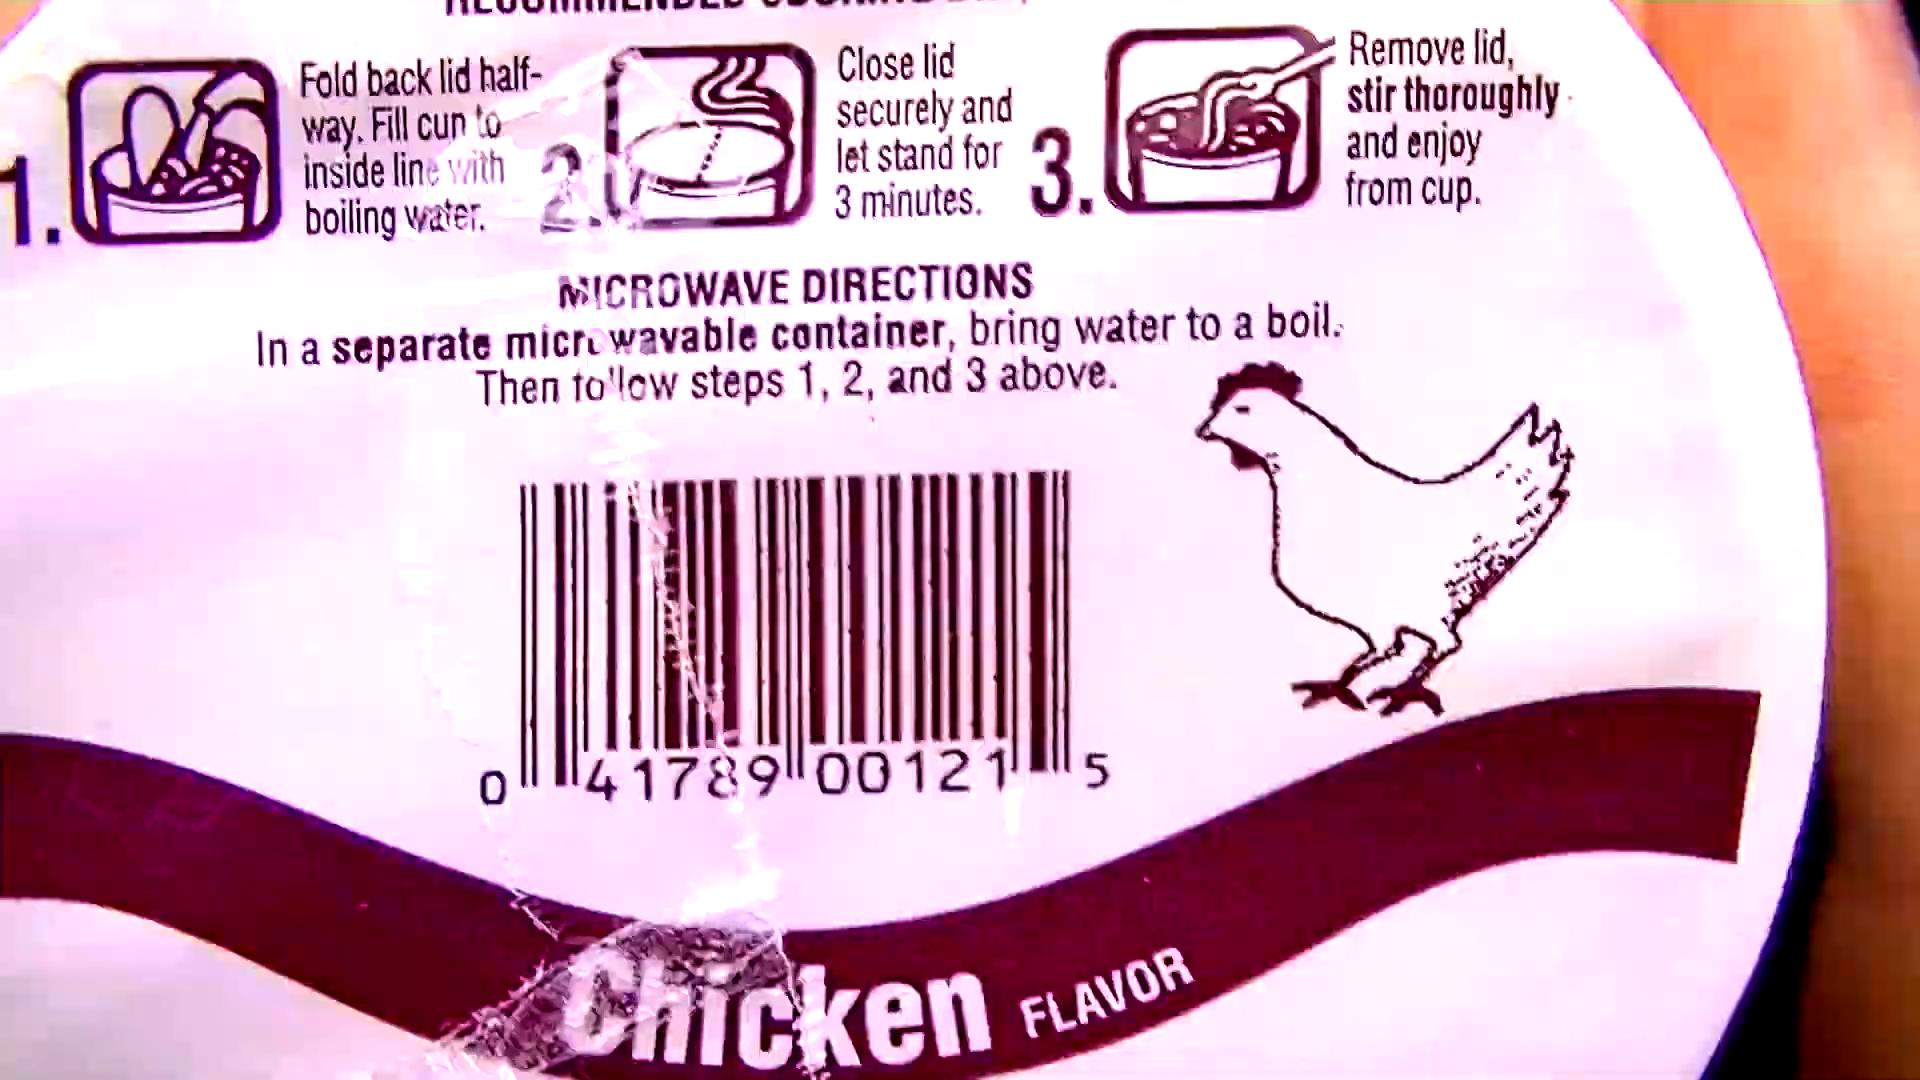 RECOMMENDED COOKING
1.
Fold back lid half-
way. Fill cup to
inside line with
boiling water.
2.
Close lid
securely and
let stand for
3 minutes.
3.
Remove lid,
stir thoroughly
and enjoy
from cup.
MICROWAVE DIRECTIONS
In a separate microwavable container, bring water to a boil.
Then follow steps 1, 2, and 3 above.
0 41789 00121 5
Chicken FLAVOR